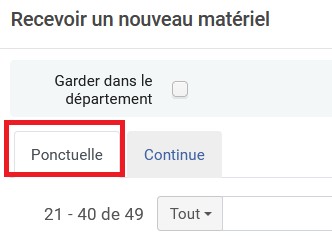 Recevoir un nouveau matériel
Garder dans le
département
Ponctuelle
Continue
21 - 40 de 49
Tout